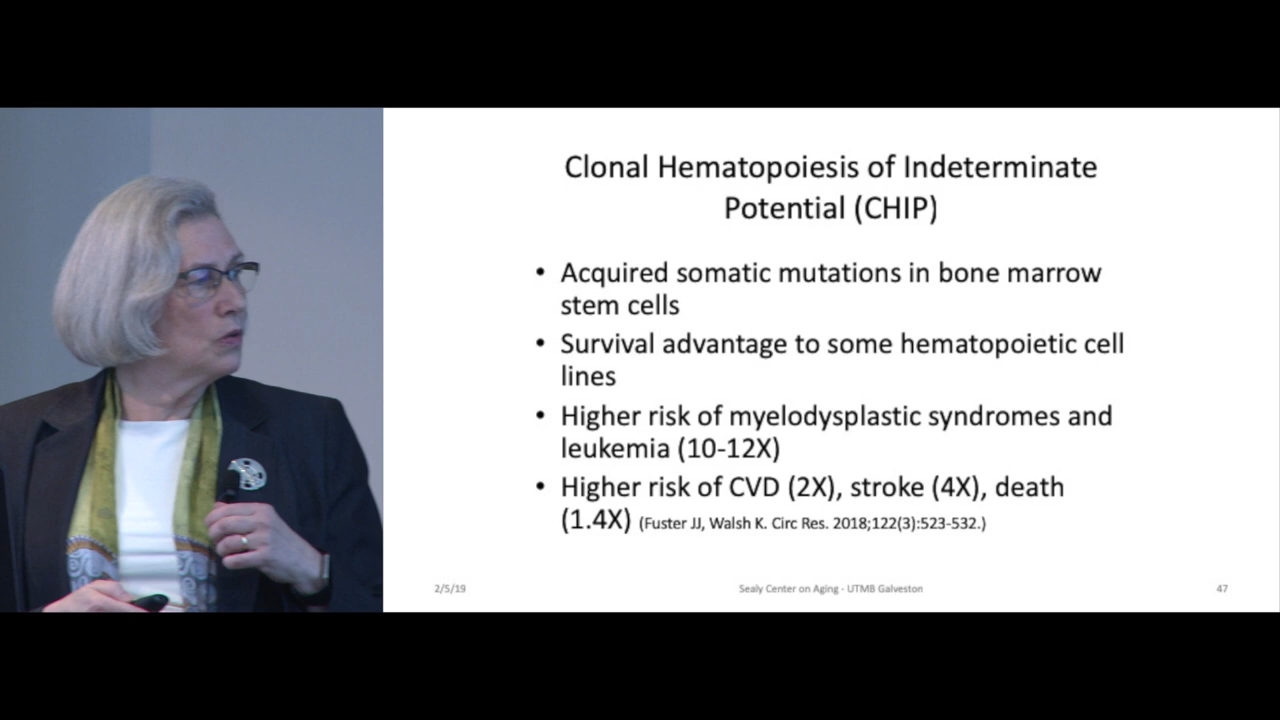 Clonal Hematopoiesis of Indeterminate
Potential (CHIP)
• Acquired somatic mutations in bone marrow
stem cells
• Survival advantage to some hematopoietic cell
lines
• Higher risk of myelodysplastic syndromes and
leukemia (10-12X)
• Higher risk of CVD (2X), stroke (4X), death
(1.4X) (Fuster JJ, Walsh K. Circ Res. 2018;122(3):523-532.)
2/5/19 Sealy Center on Aging - UTMB Galveston 47